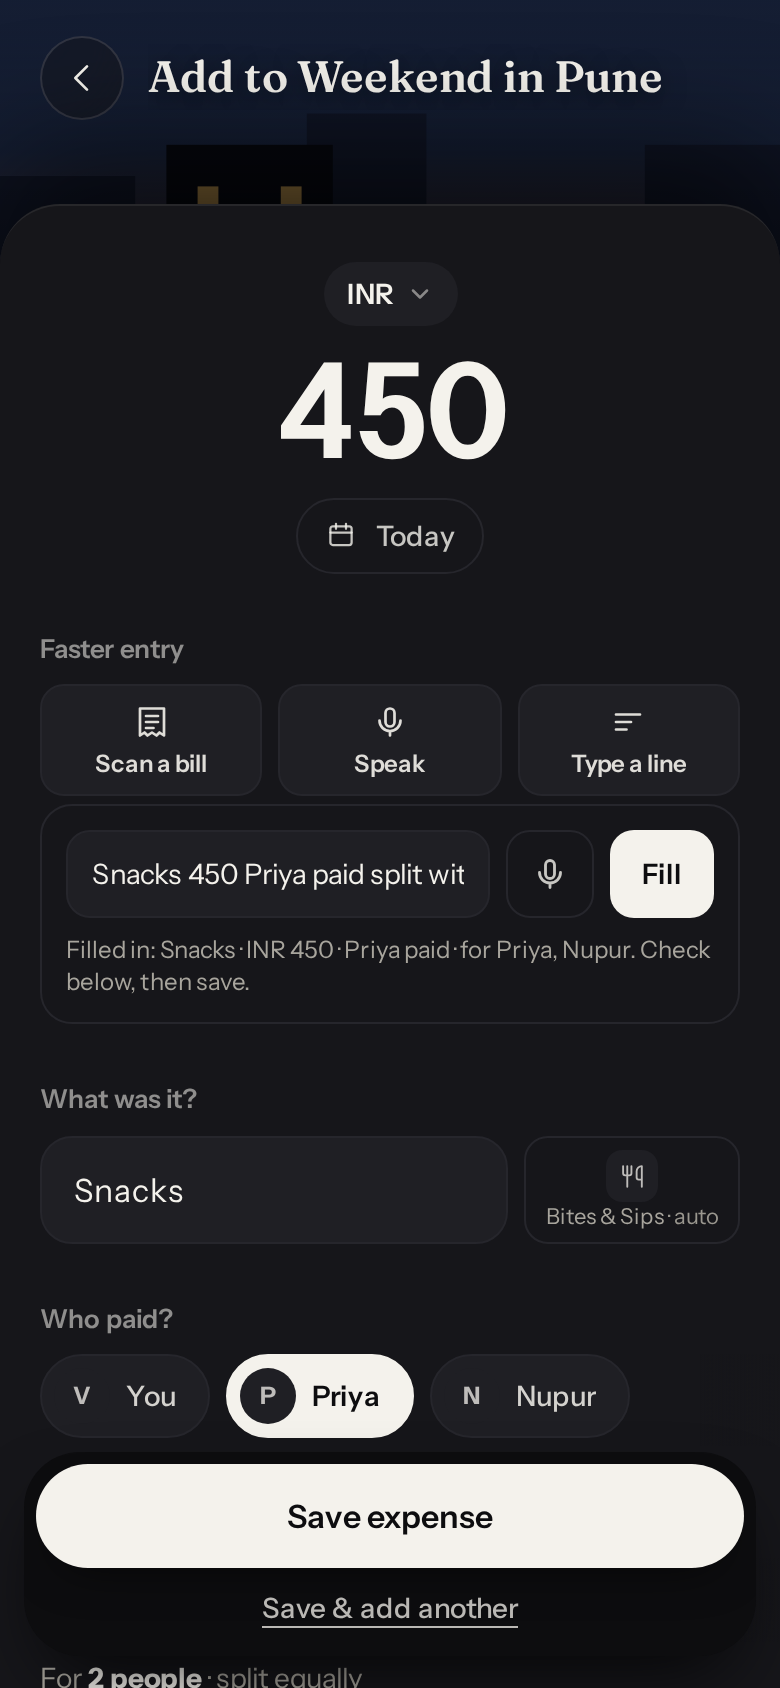 Add to Weekend in Pune
INR
450
Today
Faster entry
Scan a bill
Speak
Type a line
Snacks 450 Priya paid split wit
Fill
Filled in: Snacks · INR 450 · Priya paid · for Priya, Nupur. Check
below, then save.
What was it?
Snacks
Bites & Sips · auto
Who paid?
V You
P Priya
N Nupur
Save expense
Save & add another
For 2 people · split equally